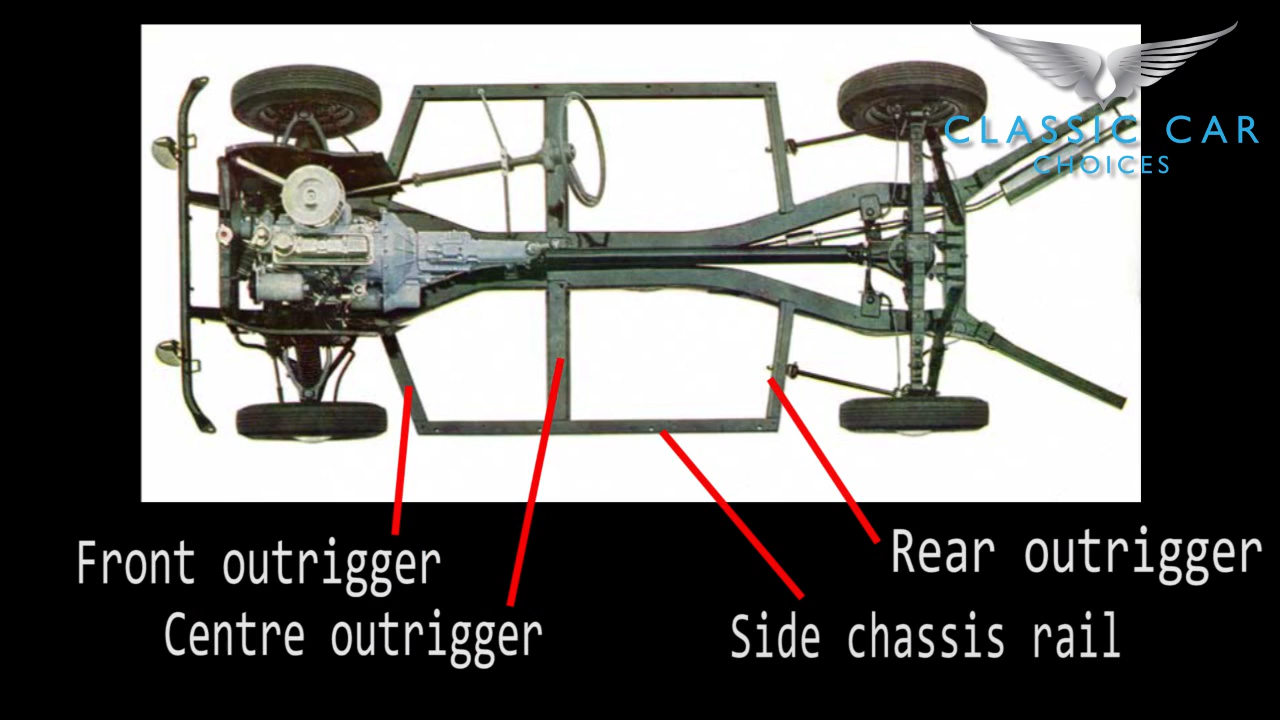 CLASSIC CAR
CHOICES
Front outrigger
Rear outrigger
Centre outrigger
Side chassis rail